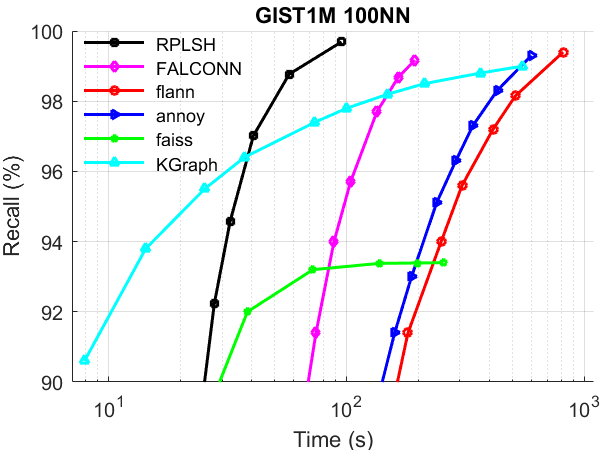 GIST1M 100NN
Recall (%)
100
98
96
94
92
90
RPLSH
FALCONN
flann
annoy
faiss
KGraph
10^1
10^2
10^3
Time (s)